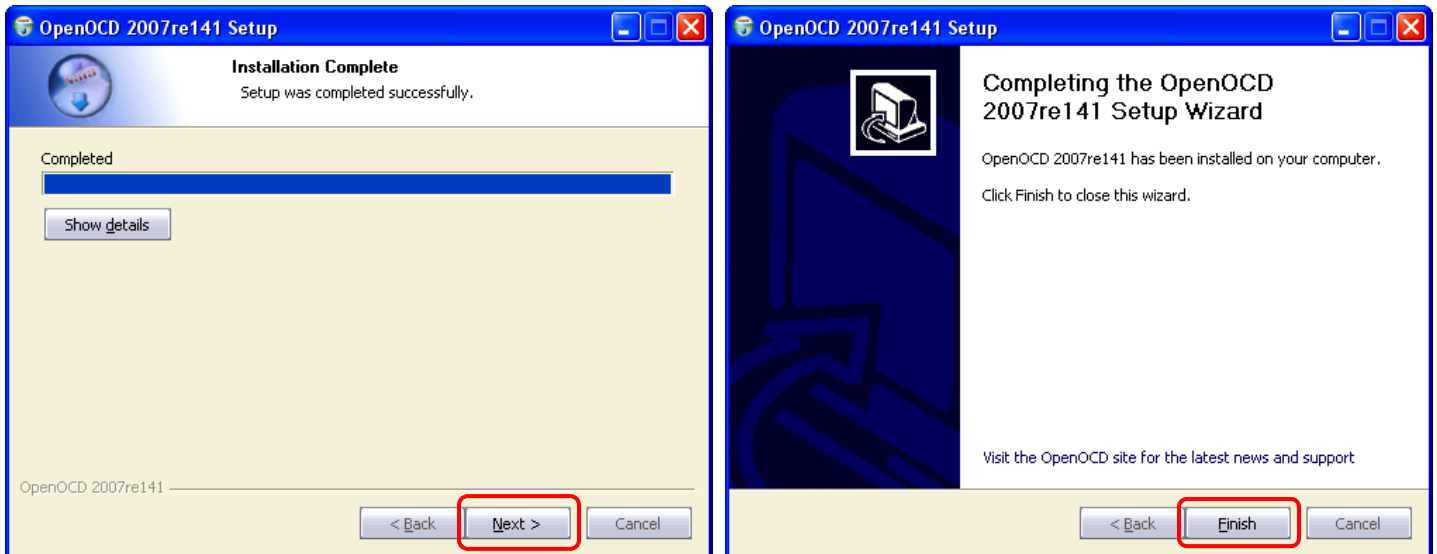 OpenOCD 2007re141 Setup
Installation Complete
Setup was completed successfully.
Completed
Show details
OpenOCD 2007re141
< Back
Next >
Cancel
OpenOCD 2007re141 Setup
Completing the OpenOCD
2007re141 Setup Wizard
OpenOCD 2007re141 has been installed on your computer.
Click Finish to close this wizard.
Visit the OpenOCD site for the latest news and support
< Back
Finish
Cancel